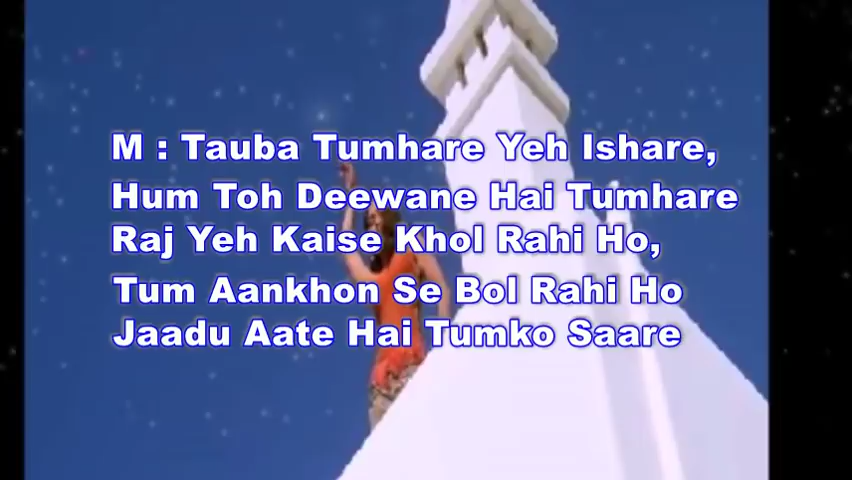 M : Tauba Tumhare Yeh Ishare,
Hum Toh Deewane Hai Tumhare
Raj Yeh Kaise Khol Rahi Ho,
Tum Aankhon Se Bol Rahi Ho
Jaadu Aate Hai Tumko Saare